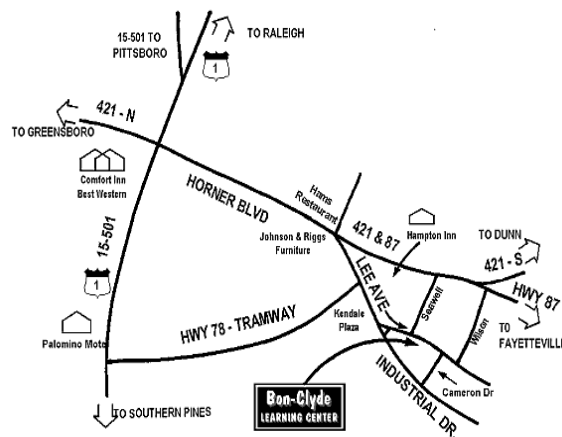 15-501 TO
PITTSBORO
TO RALEIGH
1
421 - N
TO GREENSBORO
Comfort Inn
Best Western
HORNER BLVD
Harris
Restaurant
Johnson & Riggs
Furniture
421 & 87
Hampton Inn
TO DUNN
421 - S
HWY 87
TO
FAYETTEVILLE
15-501
1
Palomino Motel
HWY 78 - TRAMWAY
LEE AVE
Kendale
Plaza
Seawell
Wilson
Cameron Dr
INDUSTRIAL DR.
Bon-Clyde
LEARNING CENTER
TO SOUTHERN PINES